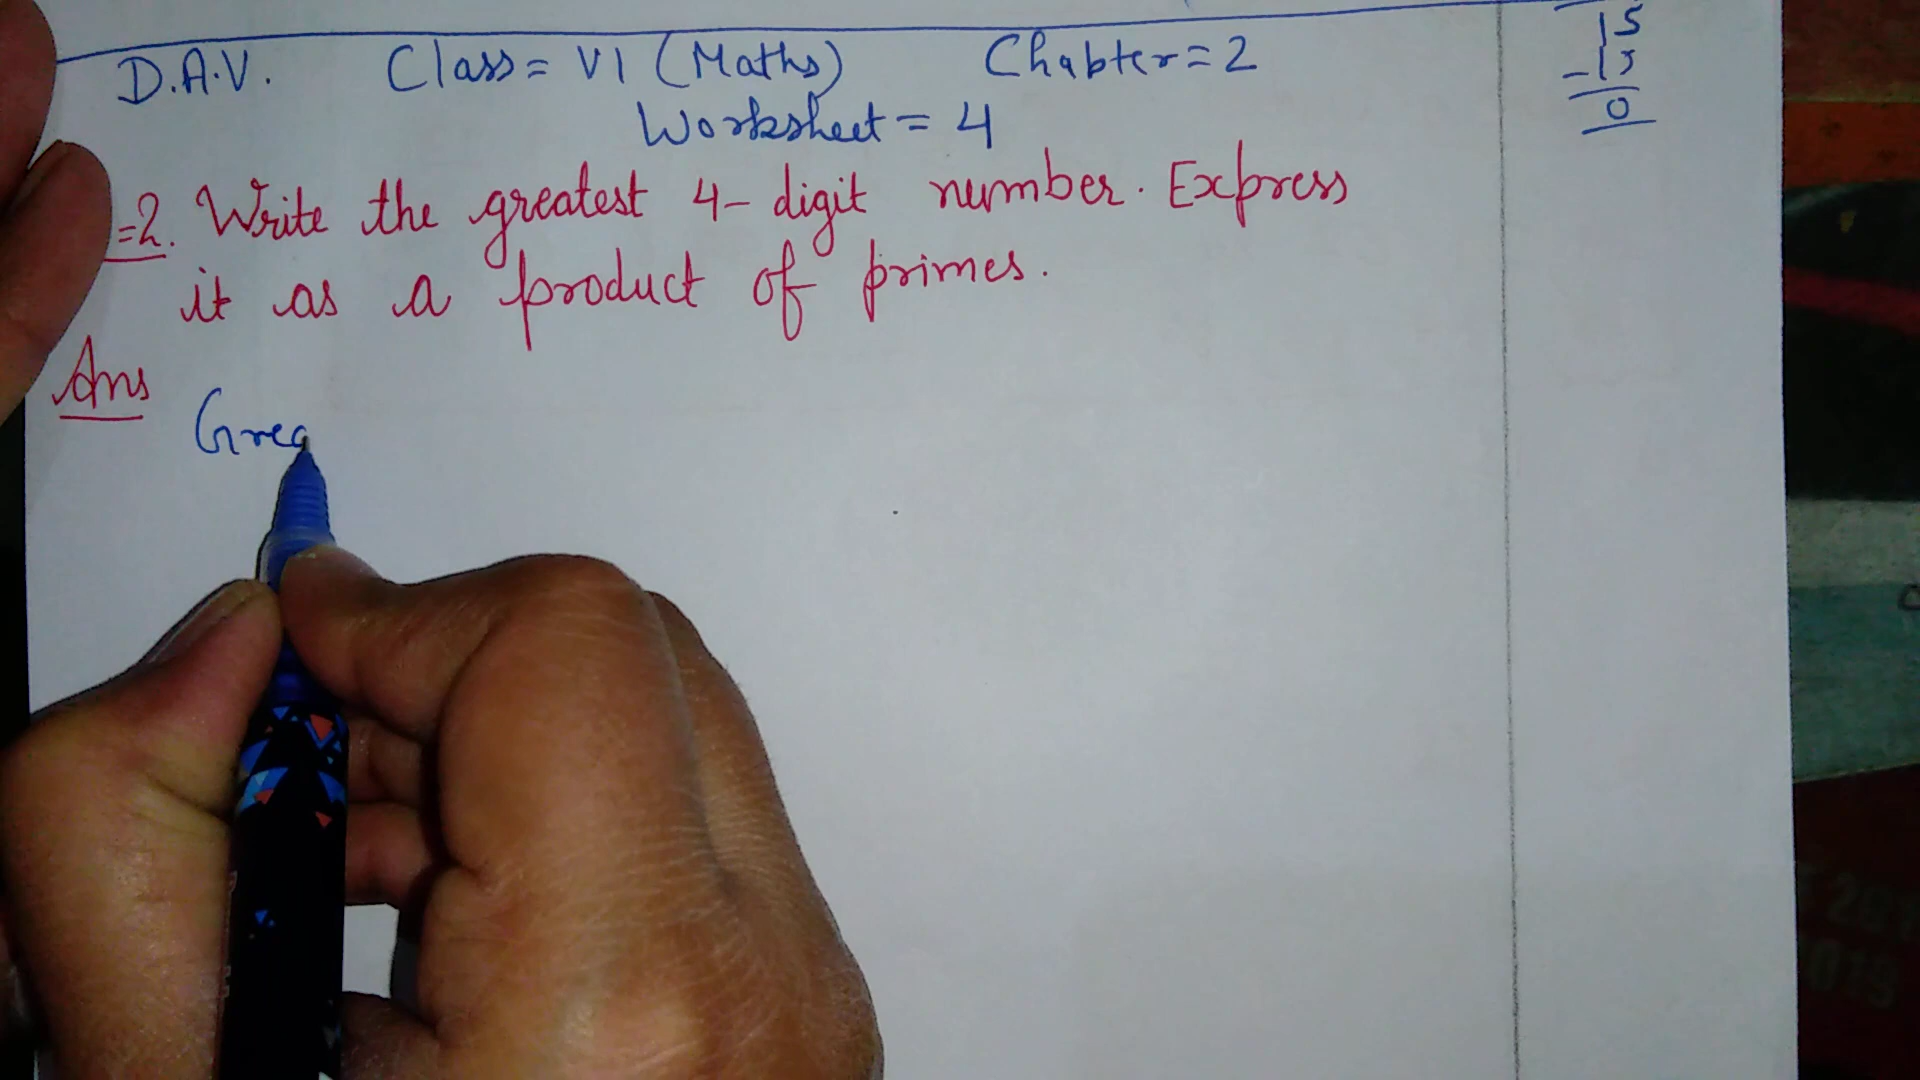 D.A.V. Class = VI (Maths) Chapter = 2
Worksheet = 4
=2. Write the greatest 4-digit number. Express
it as a product of primes.
Ans
Grea
15
-15
0